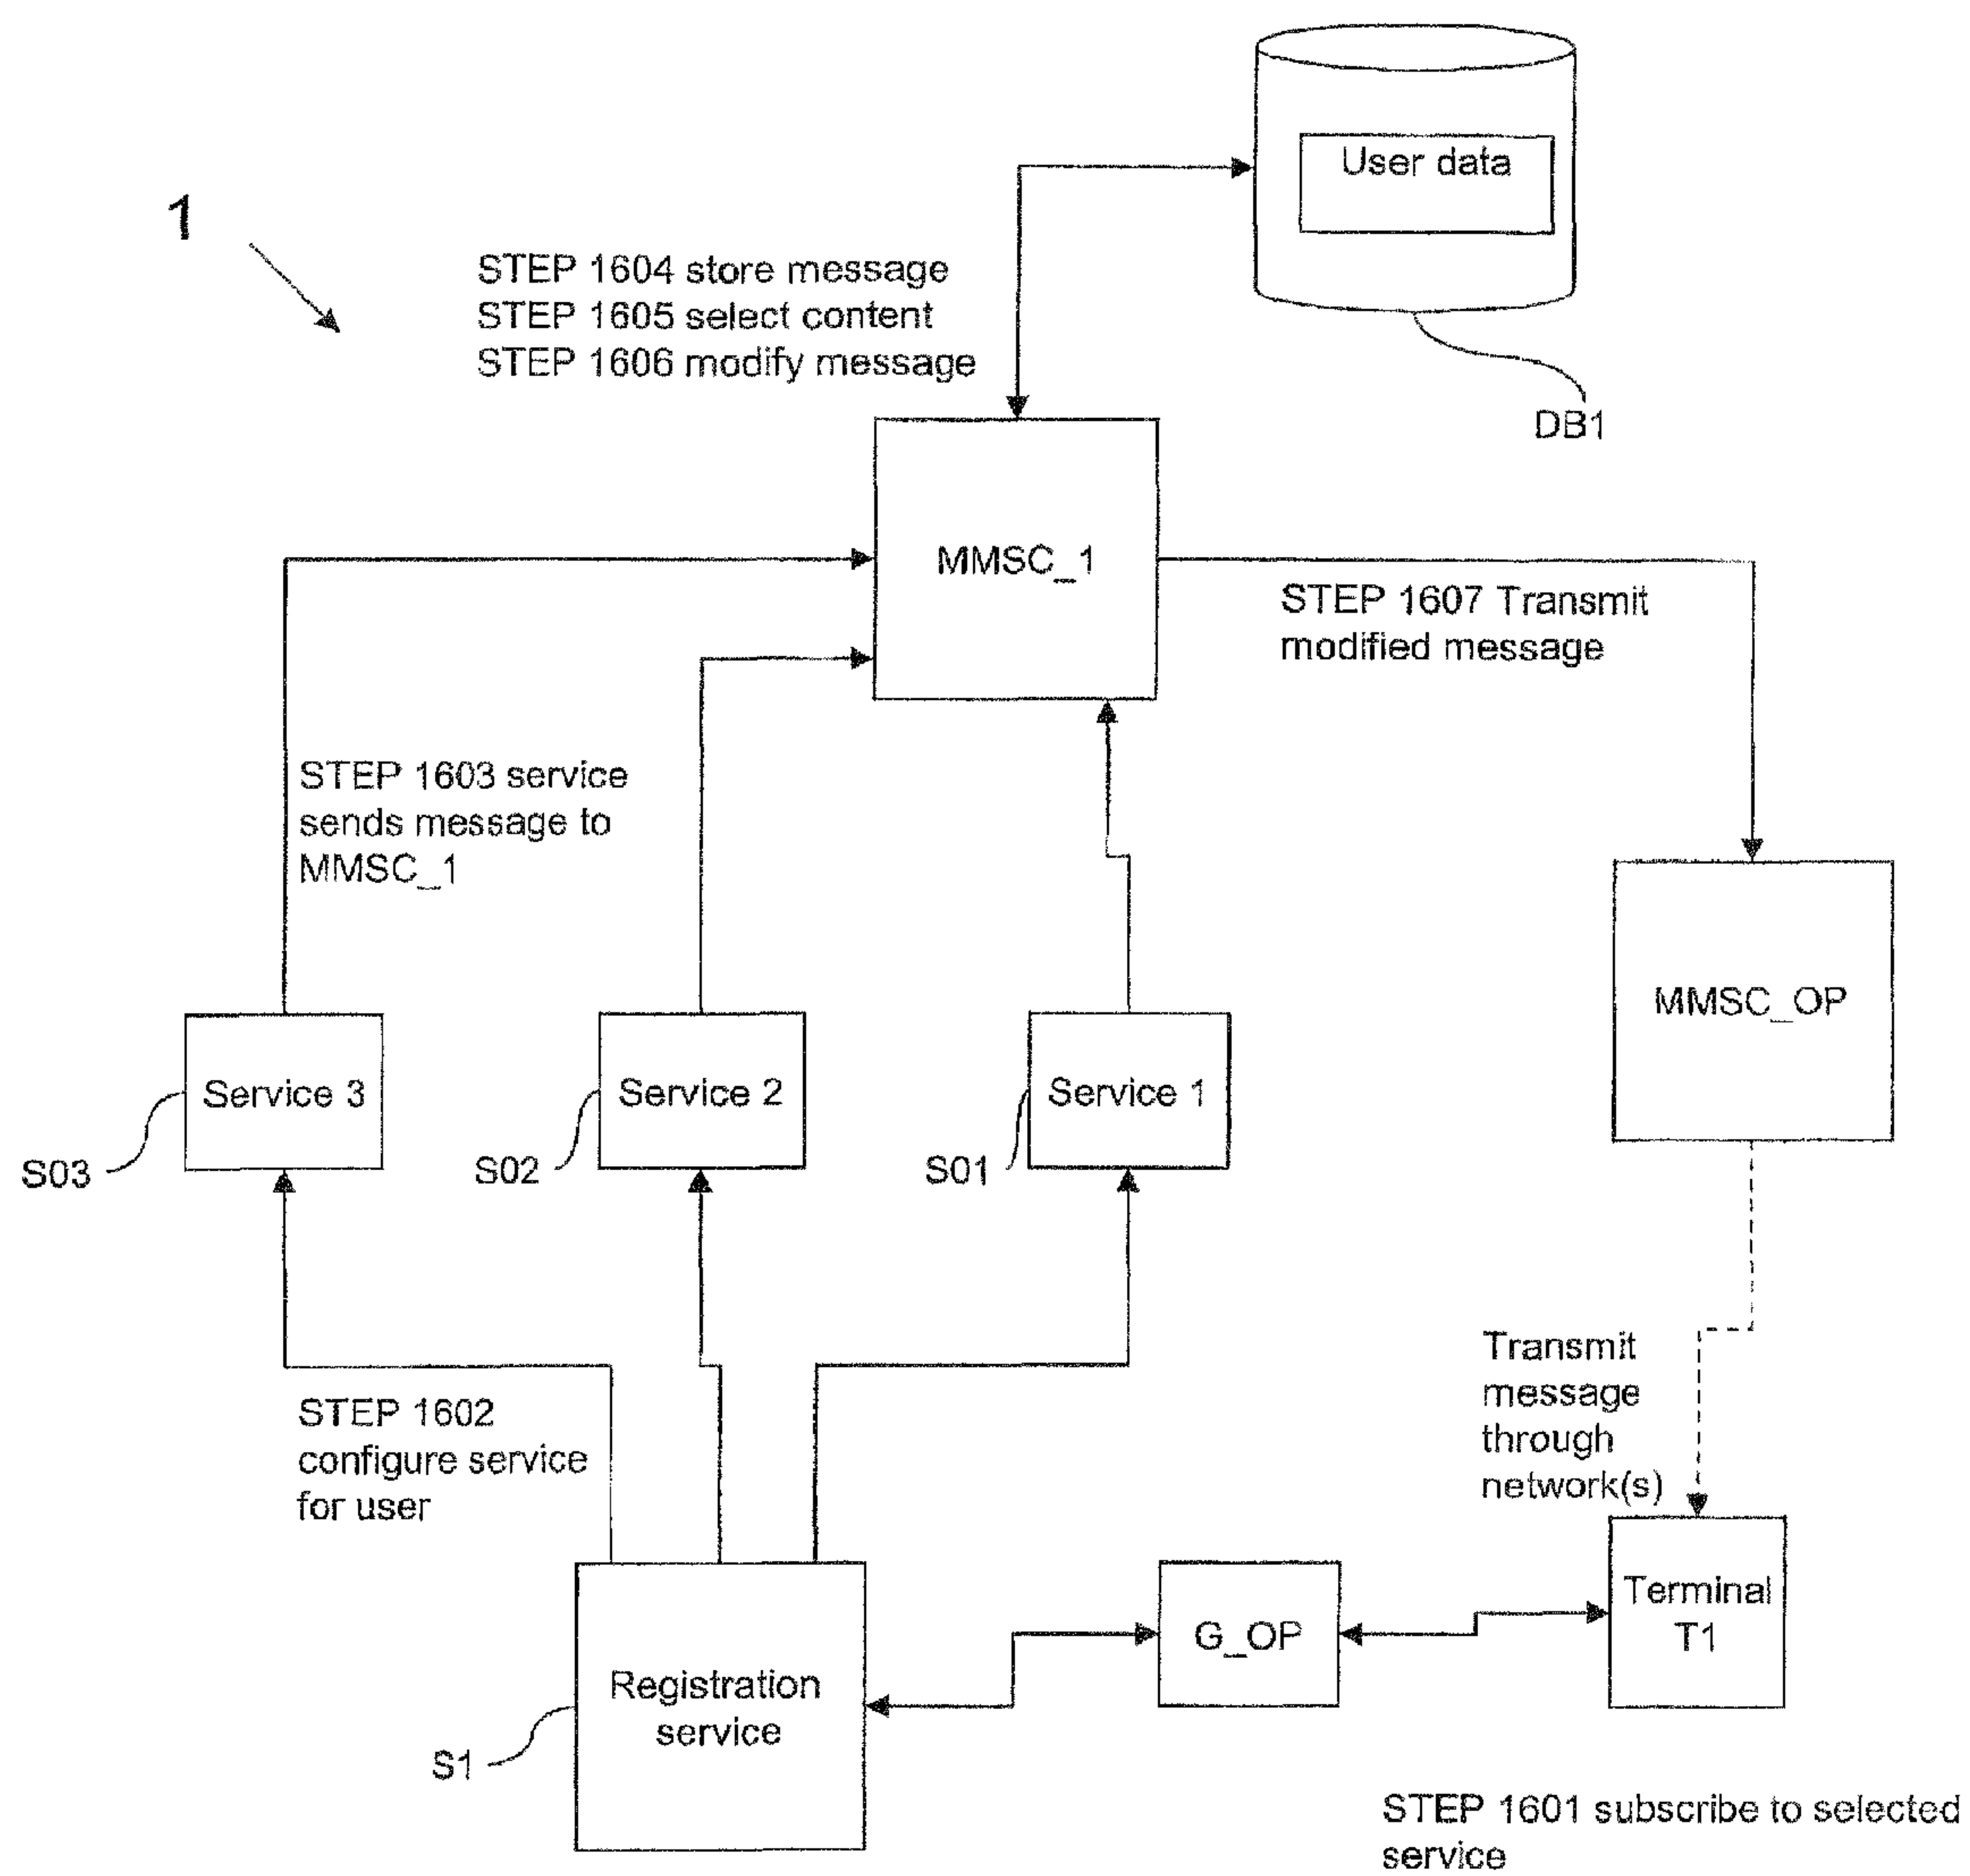 User data
1
STEP 1604 store message
STEP 1605 select content
STEP 1606 modify message
DB1
MMSC_1
STEP 1607 Transmit
modified message
STEP 1603 service
sends message to
MMSC_1
MMSC_OP
Service 3
Service 2
Service 1
S03
S02
S01
Transmit
message
through
network(s)
STEP 1602
configure service
for user
Terminal
T1
G_OP
Registration
service
S1
STEP 1601 subscribe to selected
service